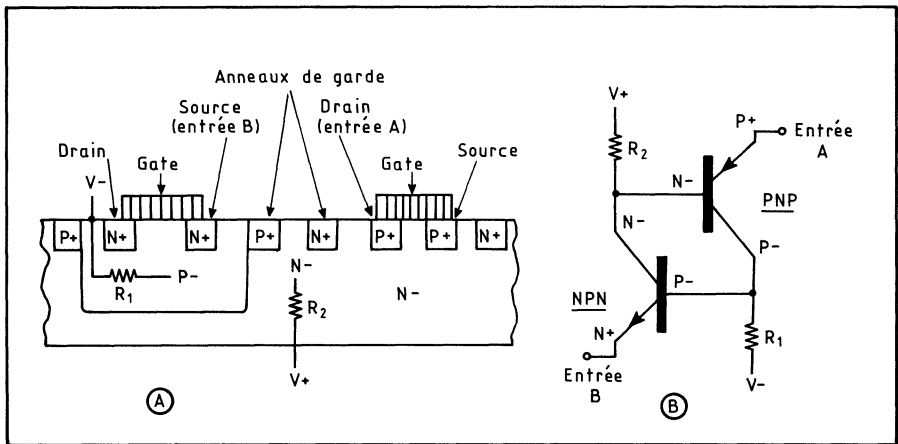 Anneaux de garde
Source
(entrée B)
Drain
(entrée A)
Drain
Gate
Gate
Source
V-
P+
N+
N+
P+
N+
P+
P+
N+
R1
P-
N-
R2
N-
V+
A
V+
R2
P+
Entrée
A
N-
PNP
N-
P-
P-
NPN
N+
R1
Entrée
B
V-
B